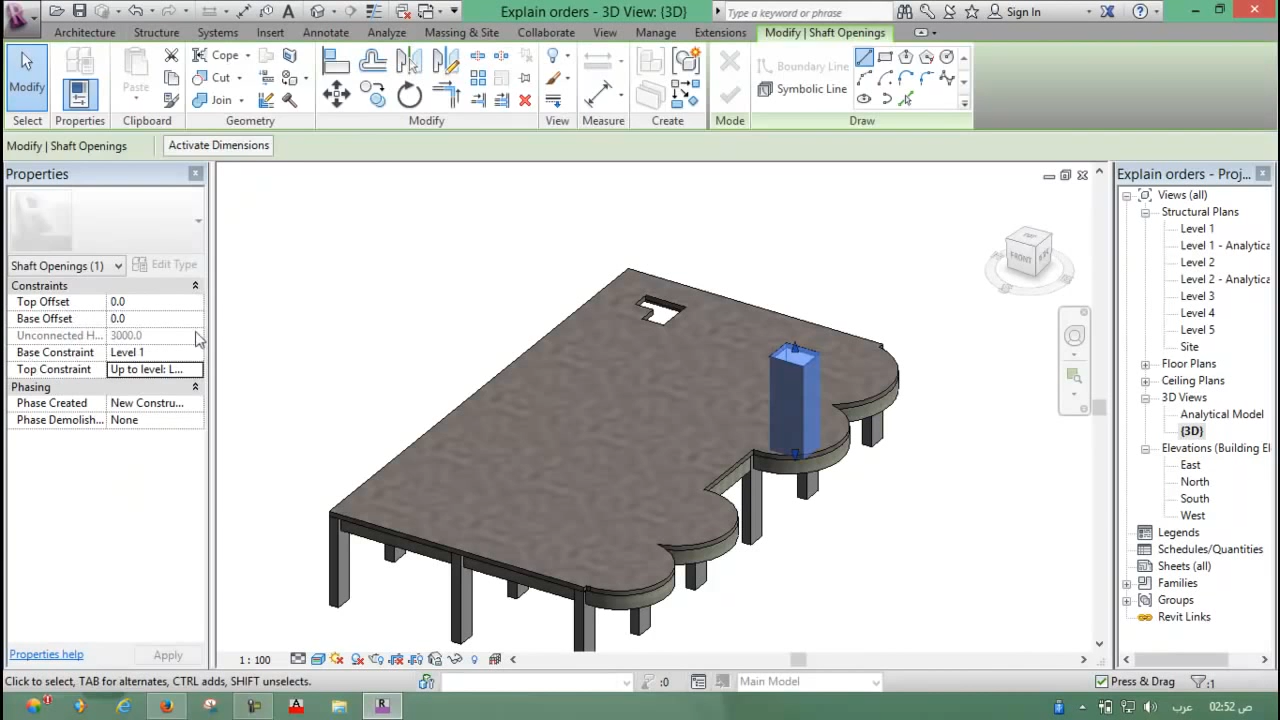 Explain orders - 3D View: {3D}
Type a keyword or phrase
Sign In
Architecture
Structure
Systems
Insert
Annotate
Analyze
Massing & Site
Collaborate
View
Manage
Extensions
Modify | Shaft Openings
Modify
Paste
Cope
Cut
Join
Boundary Line
Symbolic Line
Select
Properties
Clipboard
Geometry
Modify
View
Measure
Create
Mode
Draw
Modify | Shaft Openings
Activate Dimensions
Properties
Shaft Openings (1)
Edit Type
Constraints
Top Offset 0.0
Base Offset 0.0
Unconnected H... 3000.0
Base Constraint Level 1
Top Constraint Up to level: L...
Phasing
Phase Created New Constru...
Phase Demolish... None
Properties help
Apply
FRONT
Explain orders - Proj...
Views (all)
Structural Plans
Level 1
Level 1 - Analytica
Level 2
Level 2 - Analytica
Level 3
Level 4
Level 5
Site
Floor Plans
Ceiling Plans
3D Views
Analytical Model
{3D}
Elevations (Building El
East
North
South
West
Legends
Schedules/Quantities
Sheets (all)
Families
Groups
Revit Links
1 : 100
Click to select, TAB for alternates, CTRL adds, SHIFT unselects.
:0
Main Model
Press & Drag
:1
عرب
02:52 ص